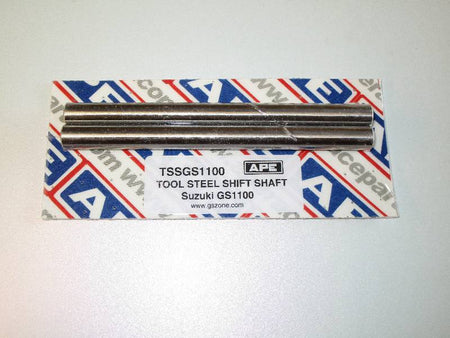 TSSGS1100 APE
TOOL STEEL SHIFT SHAFT
Suzuki GS1100
www.gszone.com